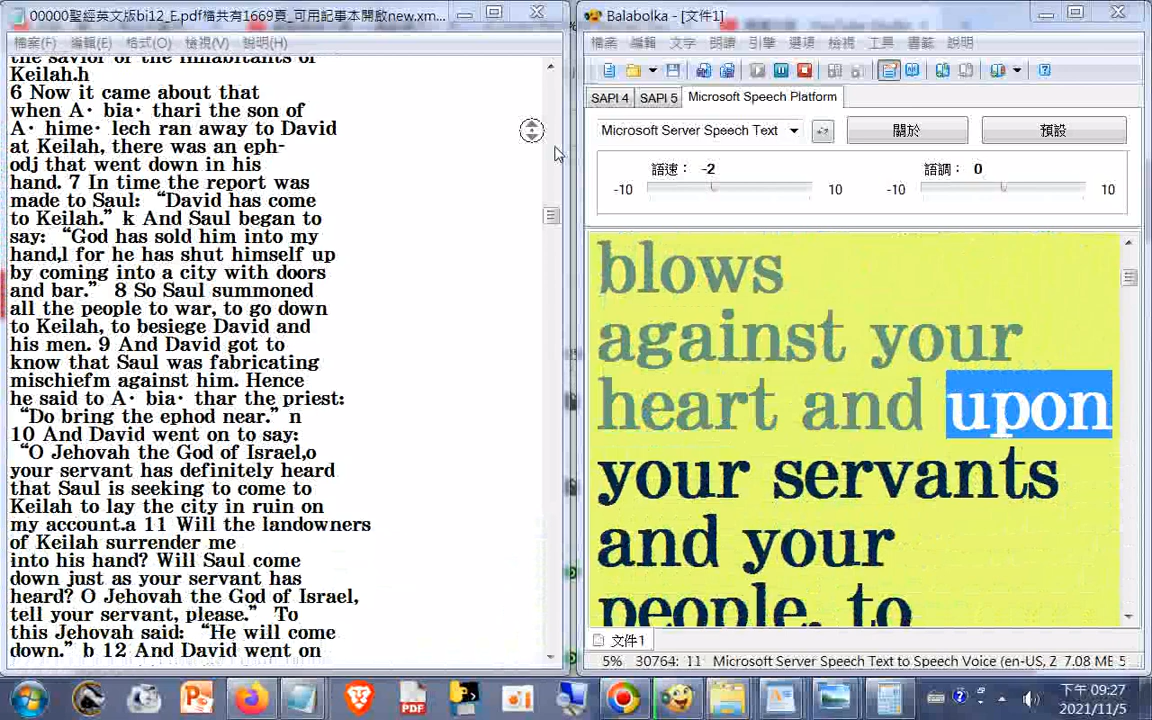 00000聖經英文版bi12_E.pdf檔共有1669頁_可用記事本開啟new.xm...
檔案(F) 編輯(E) 格式(O) 檢視(V) 說明(H)
the savior of the inhabitants of
Keilah.h
6 Now it came about that
when A· bia· thari the son of
A· hime· lech ran away to David
at Keilah, there was an eph-
odj that went down in his
hand. 7 In time the report was
made to Saul: “David has come
to Keilah.” k And Saul began to
say: “God has sold him into my
hand,l for he has shut himself up
by coming into a city with doors
and bar.” 8 So Saul summoned
all the people to war, to go down
to Keilah, to besiege David and
his men. 9 And David got to
know that Saul was fabricating
mischiefm against him. Hence
he said to A· bia· thar the priest:
“Do bring the ephod near.” n
10 And David went on to say:
“O Jehovah the God of Israel,o
your servant has definitely heard
that Saul is seeking to come to
Keilah to lay the city in ruin on
my account.a 11 Will the landowners
of Keilah surrender me
into his hand? Will Saul come
down just as your servant has
heard? O Jehovah the God of Israel,
tell your servant, please.” To
this Jehovah said: “He will come
down.” b 12 And David went on
Balabolka - [文件1]
檔案 編輯 文字 朗讀 引擎 選項 檢視 工具 書籤 說明
SAPI 4 SAPI 5 Microsoft Speech Platform
Microsoft Server Speech Text 關於 預設
語速： -2 語調： 0
-10 10 -10 10
blows
against your
heart and upon
your servants
and your
people, to
文件1
5% 30764: 11 Microsoft Server Speech Text to Speech Voice (en-US, Z 7.08 MB 5
PDF
下午 09:27
2021/11/5